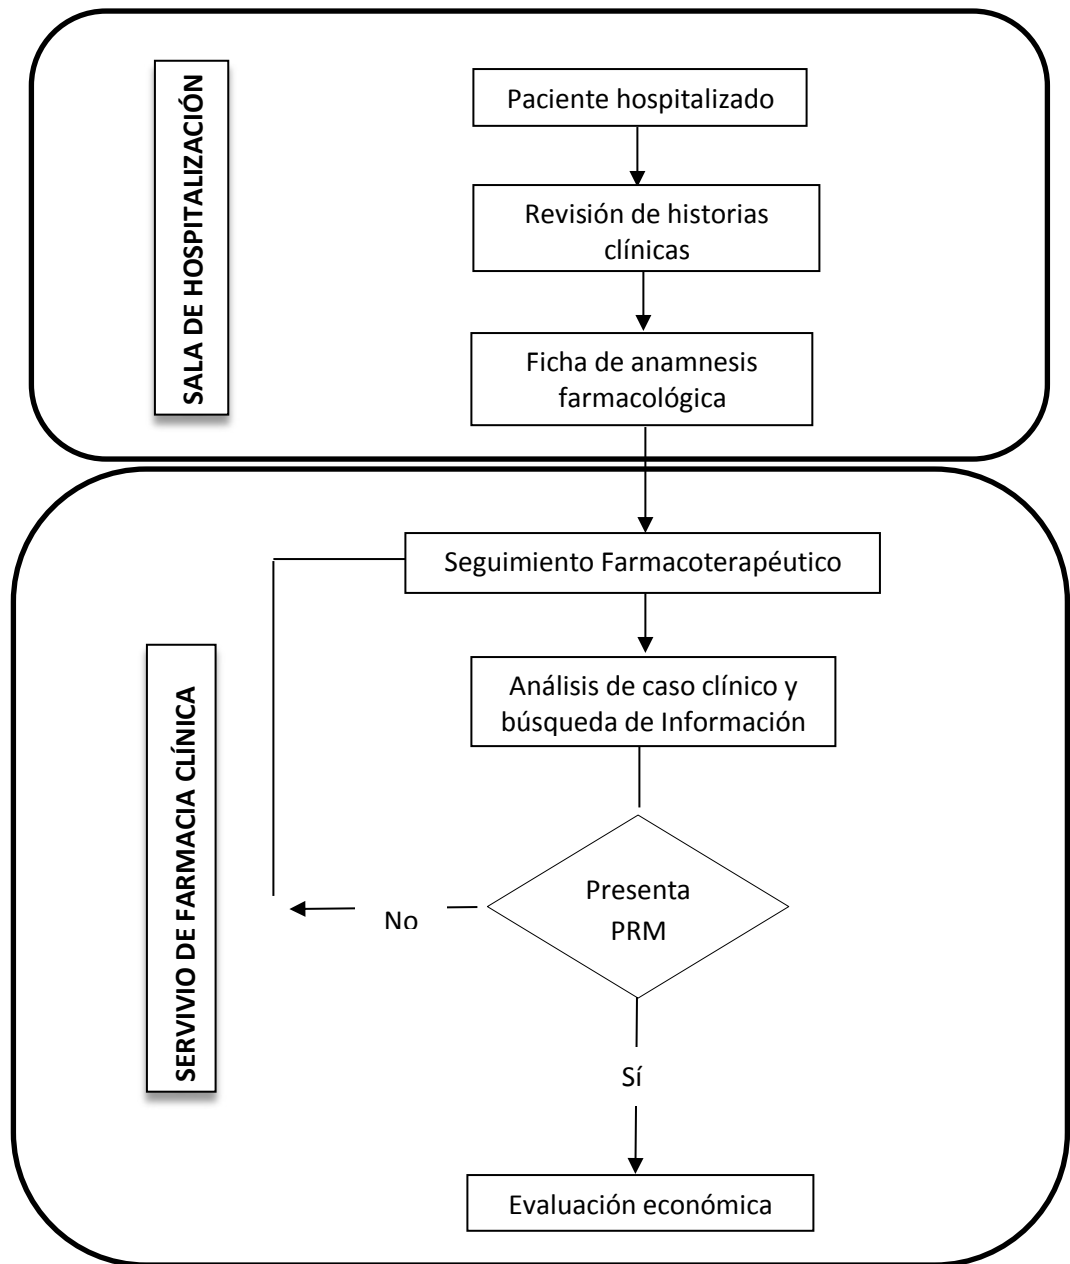 SALA DE HOSPITALIZACIÓN
Paciente hospitalizado
Revisión de historias
clínicas
Ficha de anamnesis
farmacológica
SERVIVIO DE FARMACIA CLÍNICA
Seguimiento Farmacoterapéutico
Análisis de caso clínico y
búsqueda de Información
Presenta
PRM
No
Sí
Evaluación económica